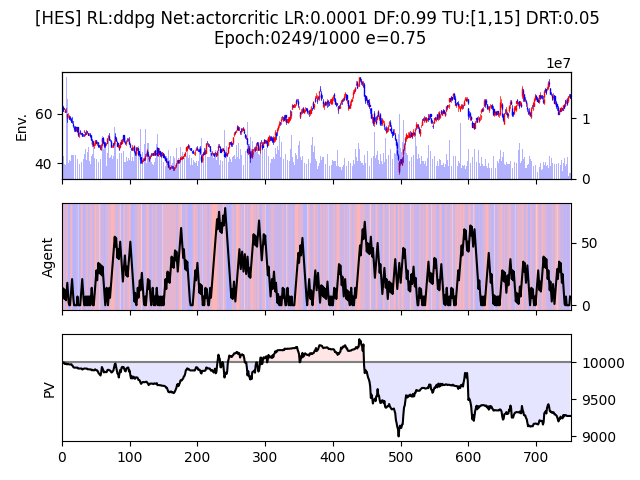 [HES] RL:ddpg Net:actorcritic LR:0.0001 DF:0.99 TU:[1,15] DRT:0.05
Epoch:0249/1000 e=0.75
1e7
Env.
60
40
1
0
Agent
50
0
PV
10000
9500
9000
0 100 200 300 400 500 600 700